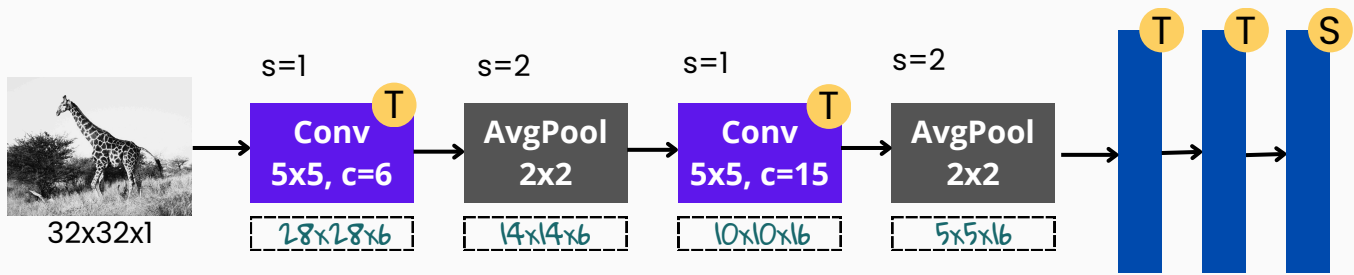 T
T
S
s=1
s=2
s=1
s=2
T
T
Conv
5x5, c=6
AvgPool
2x2
Conv
5x5, c=15
AvgPool
2x2
32x32x1
28x28x6
14x14x6
10x10x16
5x5x16